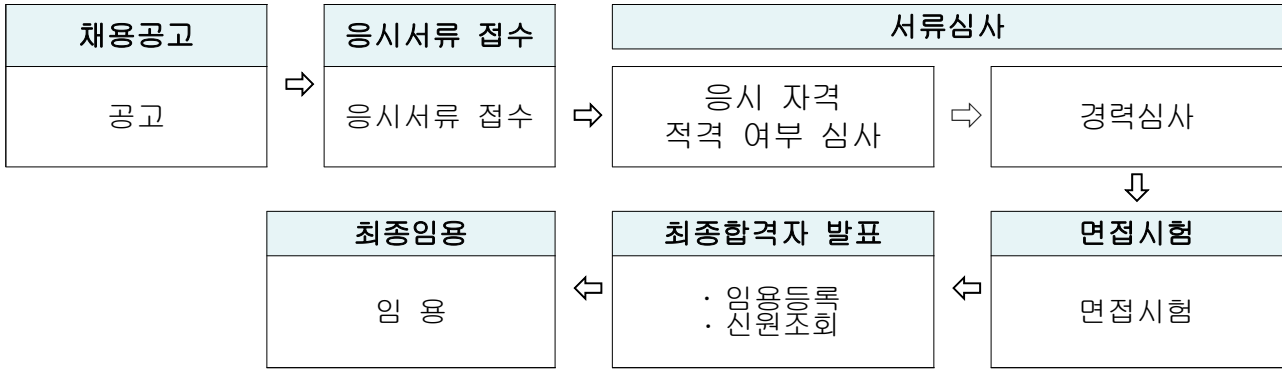 채용공고
공고
⇨
응시서류 접수
응시서류 접수
⇨
서류심사
응시 자격
적격 여부 심사
⇨
경력심사
⇩
면접시험
면접시험
⇦
최종합격자 발표
· 임용등록
· 신원조회
⇦
최종임용
임 용